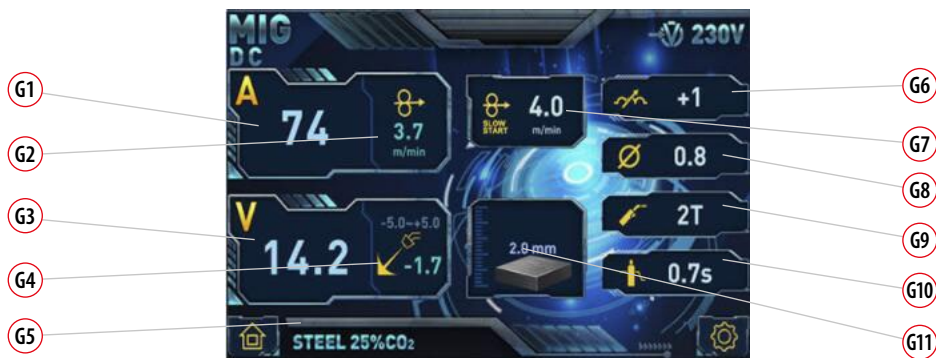 MIG
DC
230V
A
74
3.7
m/min
SLOW
START
4.0
m/min
+1
0.8
V
14.2
-5.0~+5.0
-1.7
2.0 mm
2T
0.7s
STEEL 25%CO₂
G1
G2
G3
G4
G5
G6
G7
G8
G9
G10
G11